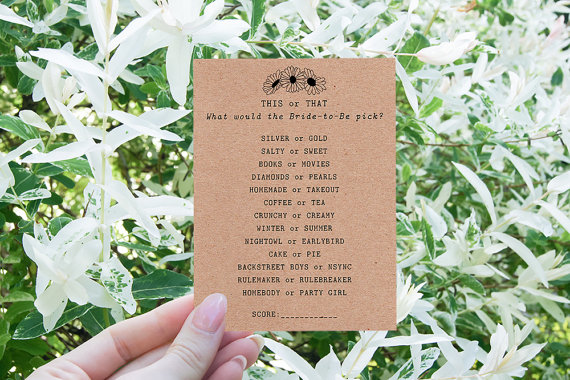 THIS or THAT
What would the Bride-to-Be pick?
SILVER or GOLD
SALTY or SWEET
BOOKS or MOVIES
DIAMONDS or PEARLS
HOMEMADE or TAKEOUT
COFFEE or TEA
CRUNCHY or CREAMY
WINTER or SUMMER
NIGHTOWL or EARLYBIRD
CAKE or PIE
BACKSTREET BOYS or NSYNC
RULEMAKER or RULEBREAKER
HOMEBODY or PARTY GIRL
SCORE:____________